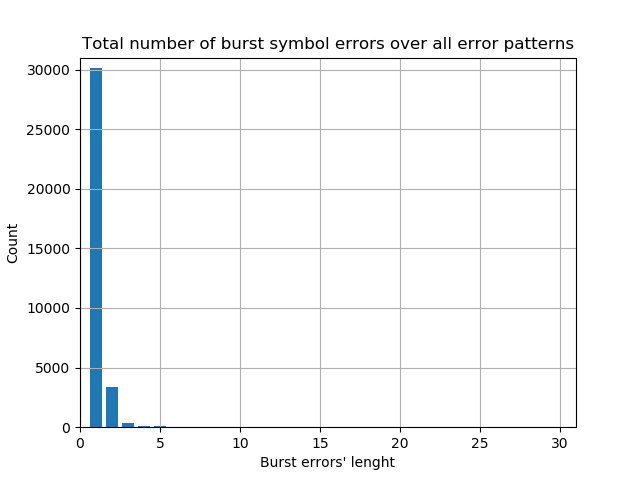 Total number of burst symbol errors over all error patterns
30000
25000
20000
15000
10000
5000
0
Count
0 5 10 15 20 25 30
Burst errors' lenght